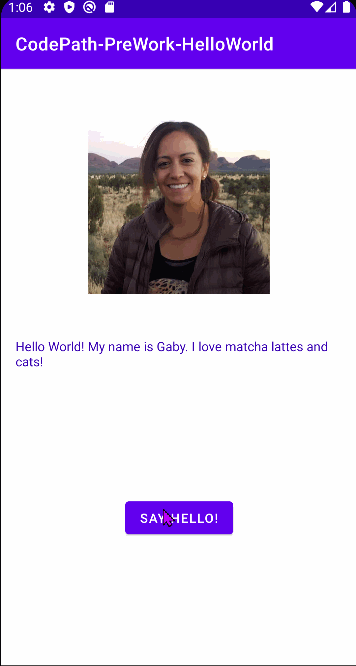 1:06
CodePath-PreWork-HelloWorld
Hello World! My name is Gaby. I love matcha lattes and
cats!
SAY HELLO!